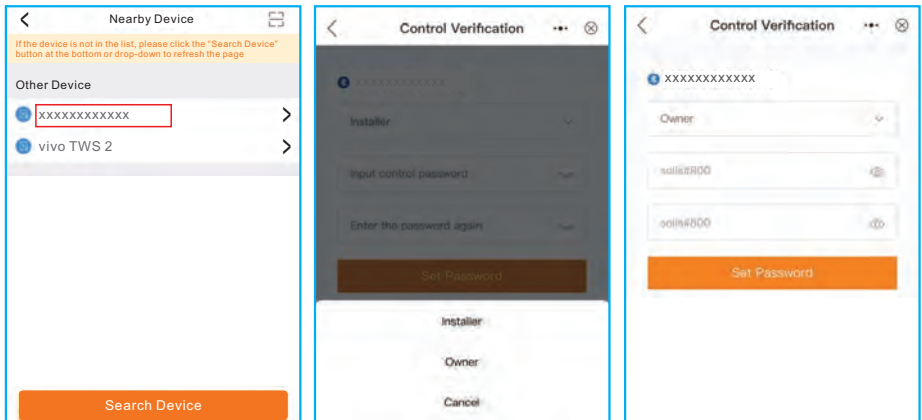 Nearby Device
If the device is not in the list, please click the "Search Device"
button at the bottom or drop-down to refresh the page
Other Device
xxxxxxxxxxxx
vivo TWS 2
Search Device
Control Verification
xxxxxxxxxxxx
Installer
Input control password
Enter the password again
Set Password
Installer
Owner
Cancel
Control Verification
xxxxxxxxxxxx
Owner
Set Password